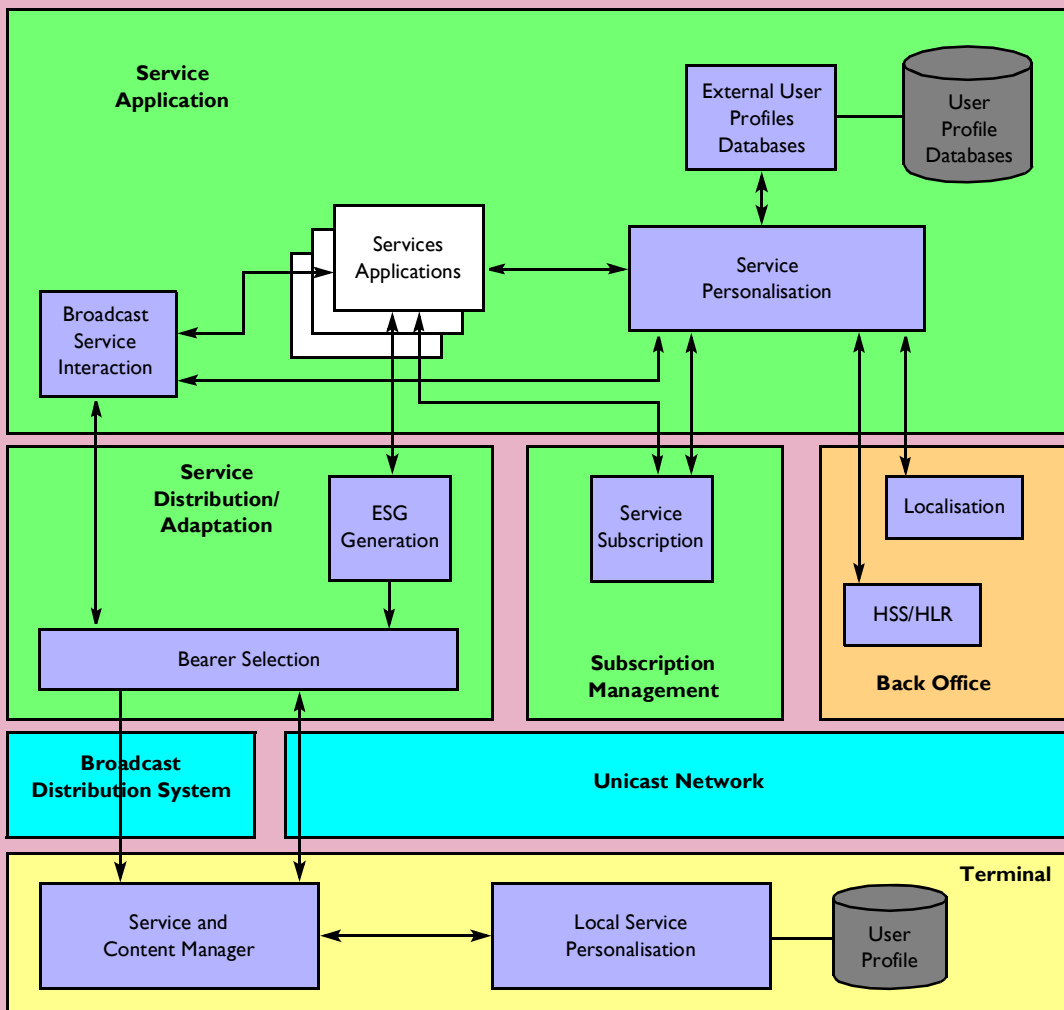 Service
Application
External User
Profiles
Databases
User
Profile
Databases
Services
Applications
Service
Personalisation
Broadcast
Service
Interaction
Service
Distribution/
Adaptation
ESG
Generation
Service
Subscription
Localisation
HSS/HLR
Bearer Selection
Subscription
Management
Back Office
Broadcast
Distribution System
Unicast Network
Terminal
Service and
Content Manager
Local Service
Personalisation
User
Profile